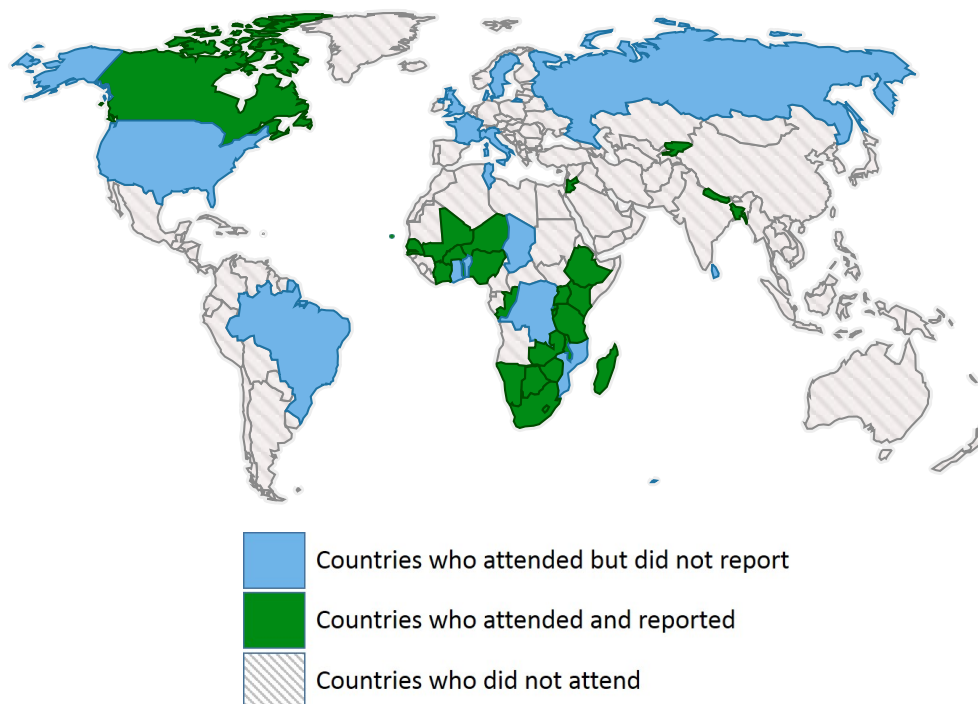 Countries who attended but did not report
Countries who attended and reported
Countries who did not attend